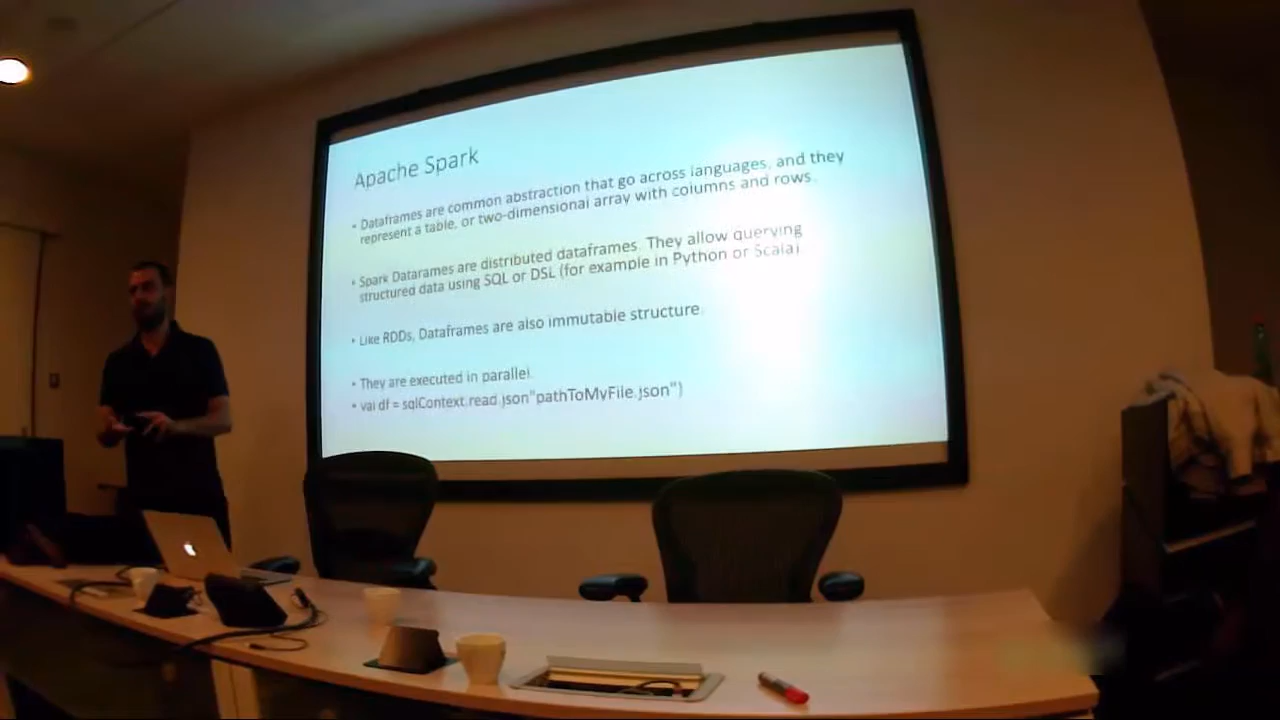 Apache Spark
• Dataframes are common abstraction that go across languages, and they
represent a table, or two-dimensional array with columns and rows.
• Spark Datarames are distributed dataframes. They allow querying
structured data using SQL or DSL (for example in Python or Scala).
• Like RDDs, Dataframes are also immutable structure.
• They are executed in parallel.
• val df = sqlContext.read.json"pathToMyFile.json")